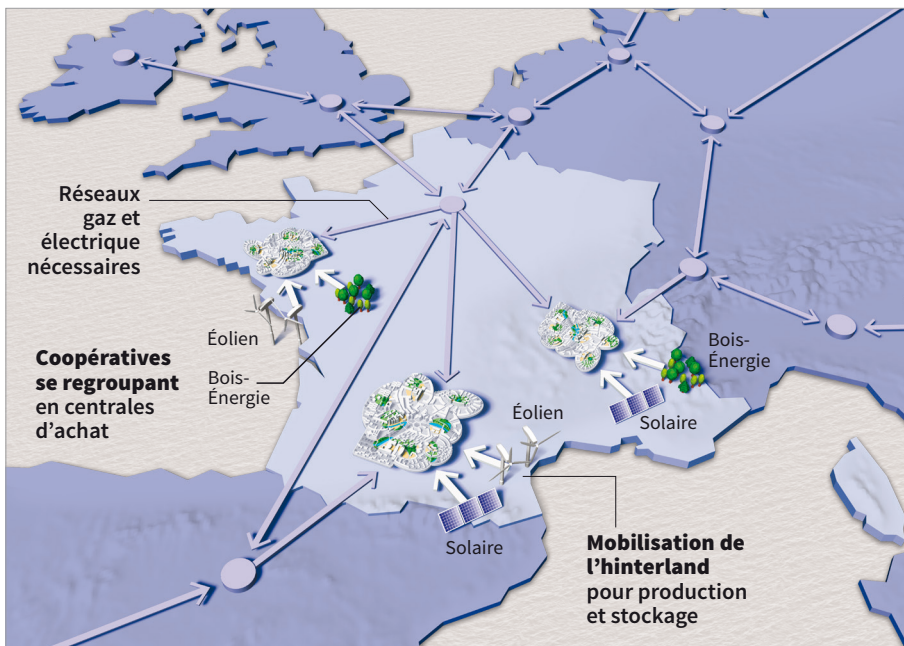 Réseaux
gaz et
électrique
nécessaires
Éolien
Bois-
Énergie
Coopératives
se regroupant
en centrales
d’achat
Bois-
Énergie
Solaire
Éolien
Solaire
Mobilisation de
l’hinterland
pour production
et stockage